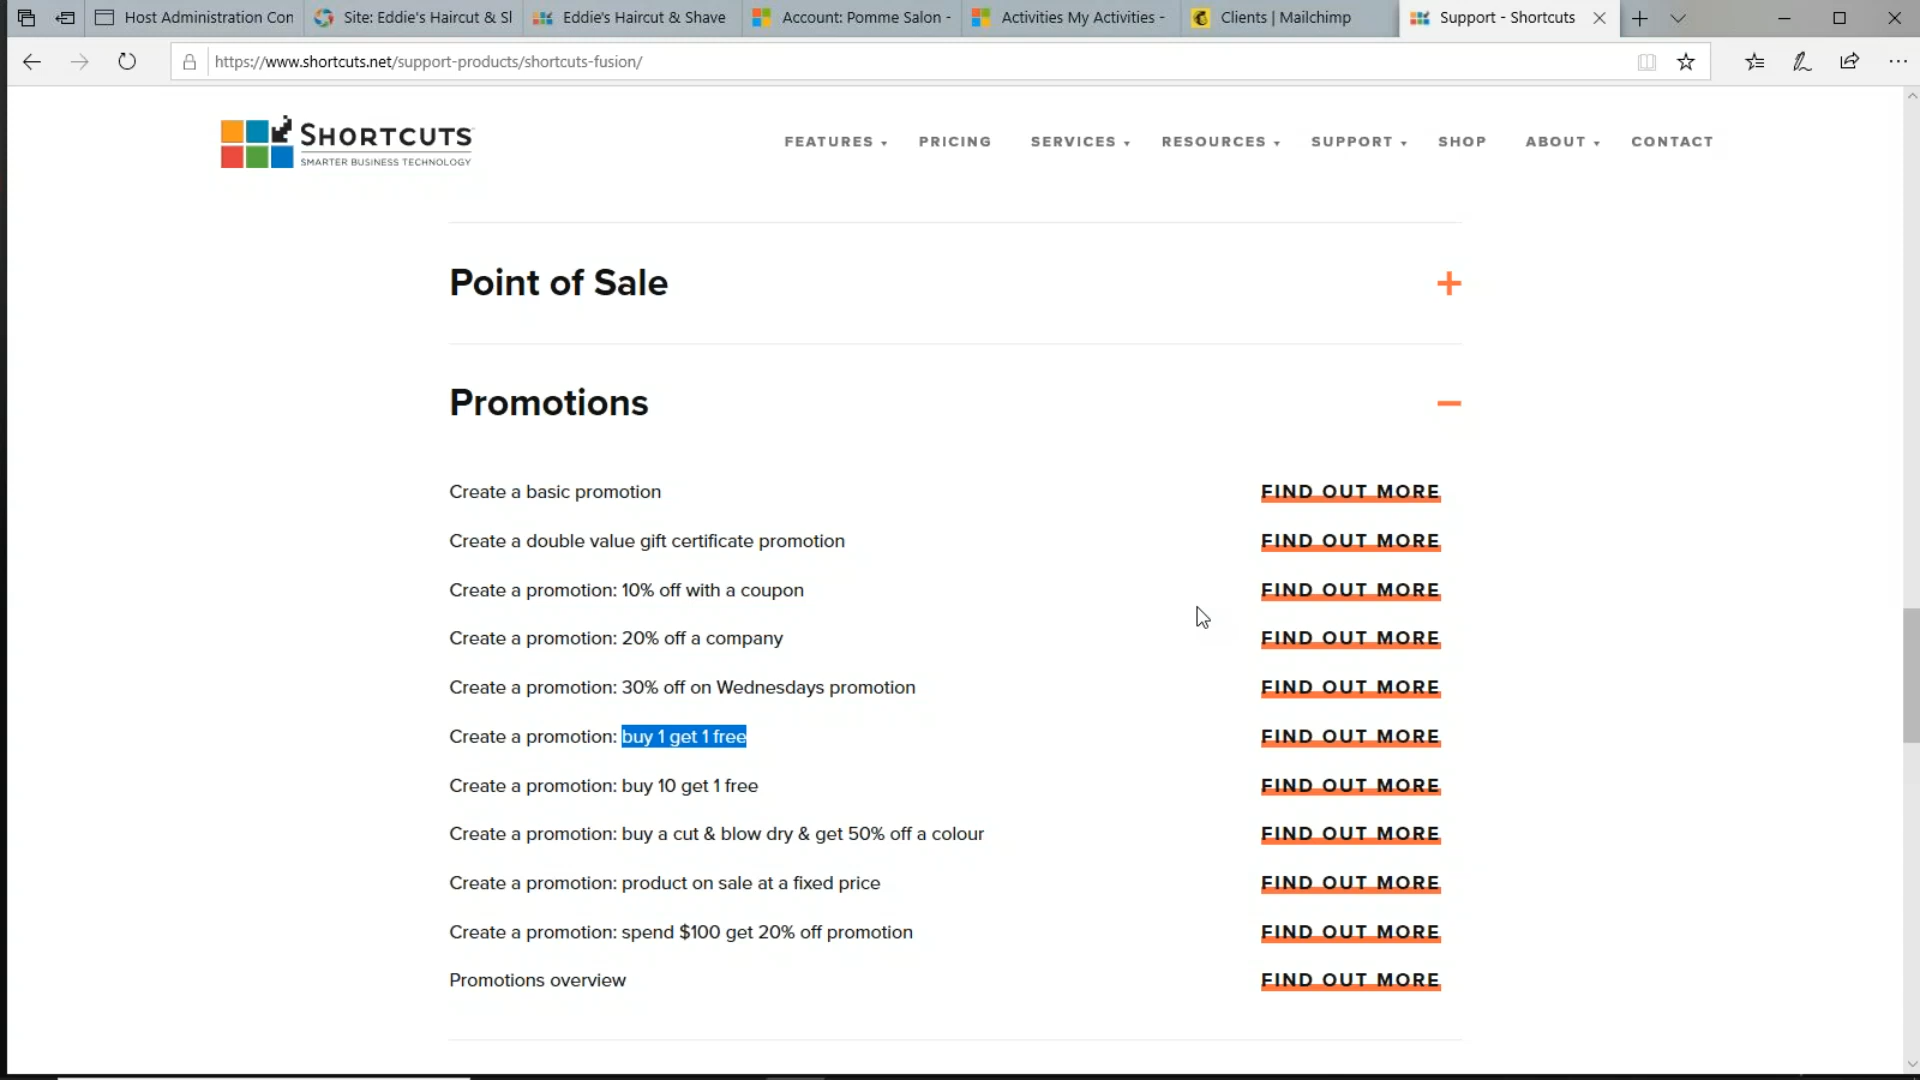 Host Administration Con
Site: Eddie's Haircut & Sl
Eddie's Haircut & Shave
Account: Pomme Salon -
Activities My Activities -
Clients | Mailchimp
Support - Shortcuts
https://www.shortcuts.net/support-products/shortcuts-fusion/
SHORTCUTS
SMARTER BUSINESS TECHNOLOGY
FEATURES
PRICING
SERVICES
RESOURCES
SUPPORT
SHOP
ABOUT
CONTACT
Point of Sale
Promotions
Create a basic promotion FIND OUT MORE
Create a double value gift certificate promotion FIND OUT MORE
Create a promotion: 10% off with a coupon FIND OUT MORE
Create a promotion: 20% off a company FIND OUT MORE
Create a promotion: 30% off on Wednesdays promotion FIND OUT MORE
Create a promotion: buy 1 get 1 free FIND OUT MORE
Create a promotion: buy 10 get 1 free FIND OUT MORE
Create a promotion: buy a cut & blow dry & get 50% off a colour FIND OUT MORE
Create a promotion: product on sale at a fixed price FIND OUT MORE
Create a promotion: spend $100 get 20% off promotion FIND OUT MORE
Promotions overview FIND OUT MORE